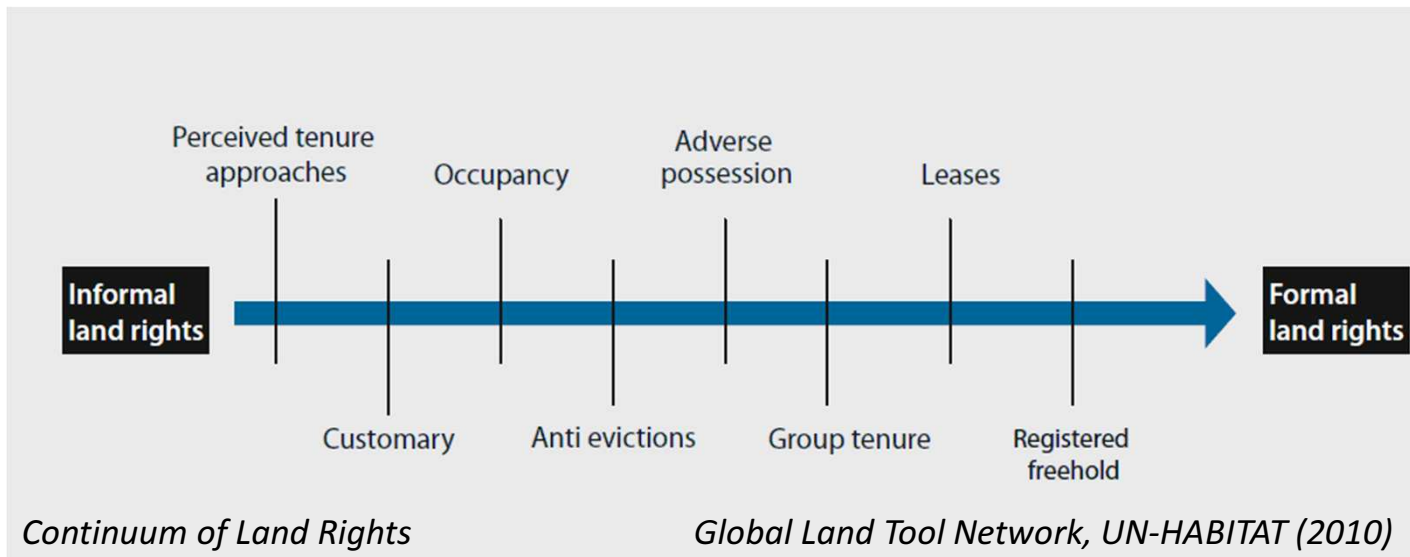 Perceived tenure
approaches
Occupancy
Adverse
possession
Leases
Informal
land rights
Formal
land rights
Customary
Anti evictions
Group tenure
Registered
freehold
Continuum of Land Rights
Global Land Tool Network, UN-HABITAT (2010)